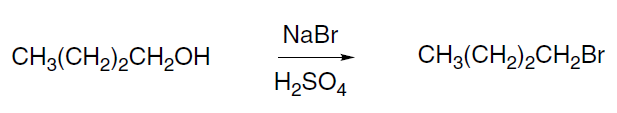 CH₃(CH₂)₂CH₂OH
NaBr
H₂SO₄
CH₃(CH₂)₂CH₂Br